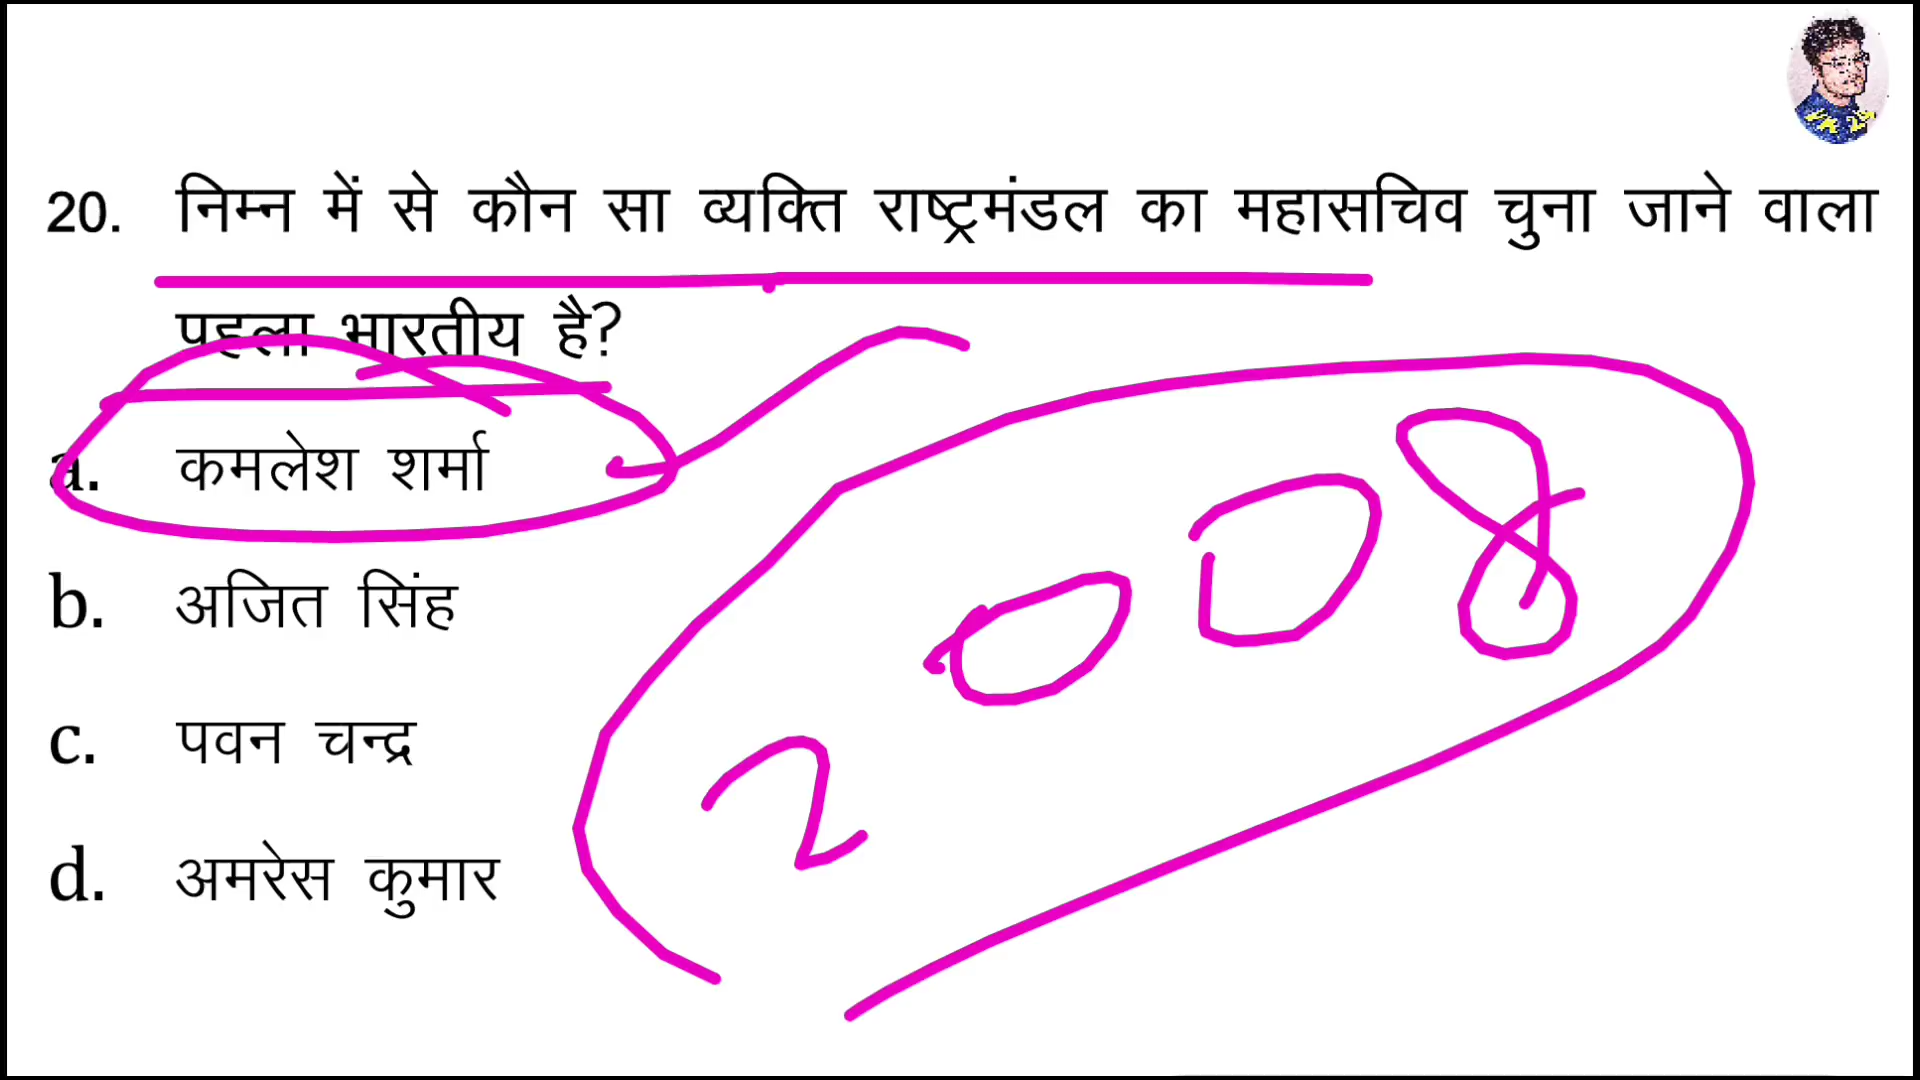 20. निम्न में से कौन सा व्यक्ति राष्ट्रमंडल का महासचिव चुना जाने वाला
पहला भारतीय है?
a. कमलेश शर्मा
b. अजित सिंह
c. पवन चन्द्र
d. अमरेस कुमार
2008